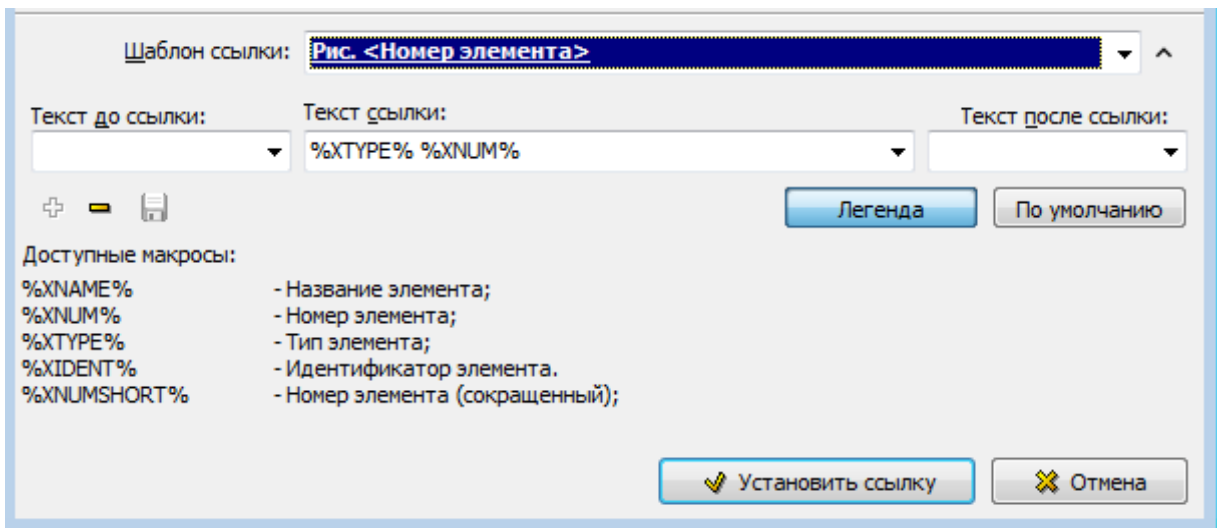 Шаблон ссылки: Рис. <Номер элемента>
Текст до ссылки: Текст ссылки: Текст после ссылки:
%XTYPE% %XNUM%
Легенда По умолчанию
Доступные макросы:
%XNAME% - Название элемента;
%XNUM% - Номер элемента;
%XTYPE% - Тип элемента;
%XIDENT% - Идентификатор элемента.
%XNUMSHORT% - Номер элемента (сокращенный);
Установить ссылку Отмена